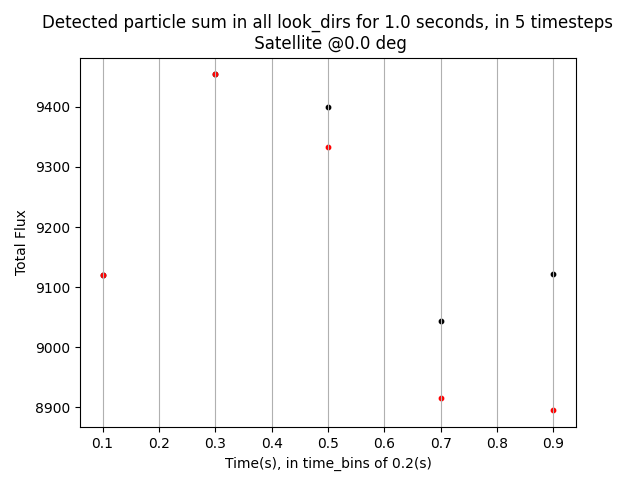 Detected particle sum in all look_dirs for 1.0 seconds, in 5 timesteps
Satellite @0.0 deg
9400
9300
9200
9100
9000
8900
Total Flux
0.1 0.2 0.3 0.4 0.5 0.6 0.7 0.8 0.9
Time(s), in time_bins of 0.2(s)